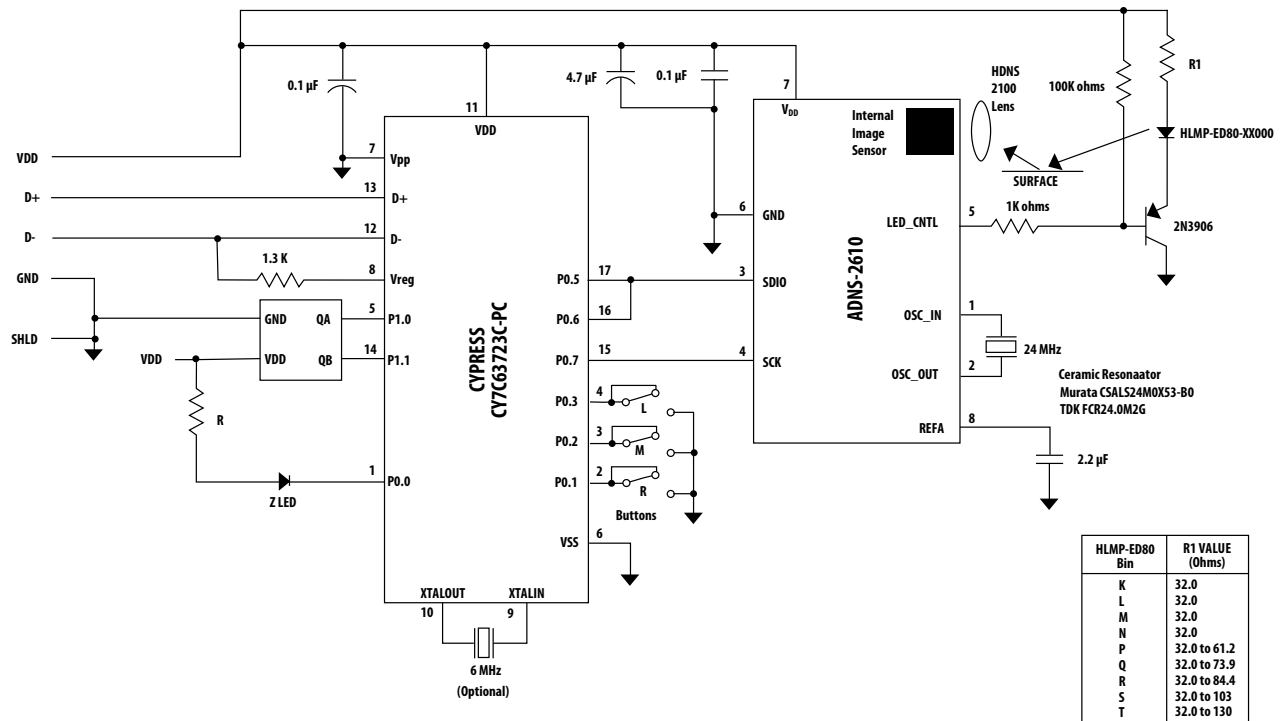 VDD
D+
D-
GND
SHLD
0.1 µF
11
VDD
7
Vpp
13
D+
12
D-
1.3 K
8
Vreg
GND
QA
5
P1.0
VDD
VDD
QB
14
P1.1
R
Z LED
1
P0.0
CYPRESS
CY7C63723C-PC
P0.5
17
P0.6
16
P0.7
15
P0.3
4
L
P0.2
3
M
P0.1
2
R
Buttons
VSS
6
XTALOUT
XTALIN
10
9
6 MHz
(Optional)
4.7 µF
0.1 µF
7
VDD
Internal
Image
Sensor
HDNS
2100
Lens
100K ohms
R1
HLMP-ED80-XX000
SURFACE
6
GND
LED_CNTL
5
1K ohms
2N3906
3
SDIO
ADNS-2610
OSC_IN
1
24 MHz
4
SCK
OSC_OUT
2
Ceramic Resonaator
Murata CSALS24M0X53-B0
TDK FCR24.0M2G
REFA
8
2.2 µF
HLMP-ED80 Bin
R1 VALUE (Ohms)
K 32.0
L 32.0
M 32.0
N 32.0
P 32.0 to 61.2
Q 32.0 to 73.9
R 32.0 to 84.4
S 32.0 to 103
T 32.0 to 130